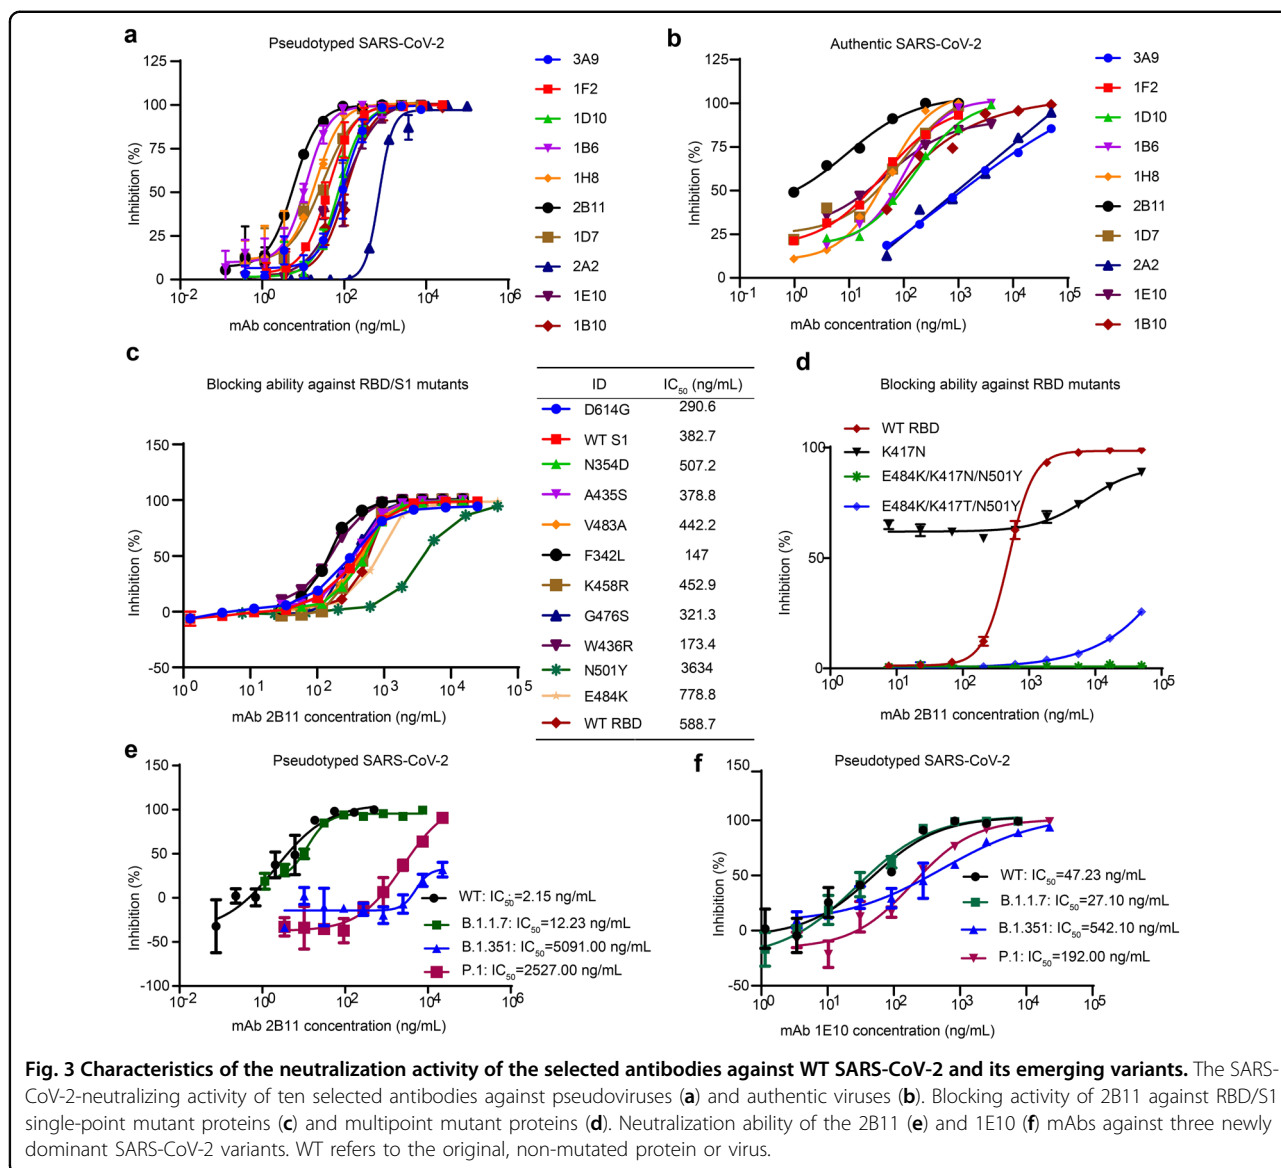 a
Pseudotyped SARS-CoV-2
Inhibition (%)
125
100
75
50
25
0
10-2
100
102
104
106
mAb concentration (ng/mL)
3A9
1F2
1D10
1B6
1H8
2B11
1D7
2A2
1E10
1B10
b
Authentic SARS-CoV-2
Inhibition (%)
125
100
75
50
25
0
10-1
100
101
102
103
104
105
mAb concentration (ng/mL)
3A9
1F2
1D10
1B6
1H8
2B11
1D7
2A2
1E10
1B10
c
Blocking ability against RBD/S1 mutants
Inhibition (%)
150
100
50
0
-50
100
101
102
103
104
105
mAb 2B11 concentration (ng/mL)
ID IC50 (ng/mL)
D614G 290.6
WT S1 382.7
N354D 507.2
A435S 378.8
V483A 442.2
F342L 147
K458R 452.9
G476S 321.3
W436R 173.4
N501Y 3634
E484K 778.8
WT RBD 588.7
d
Blocking ability against RBD mutants
WT RBD
K417N
E484K/K417N/N501Y
E484K/K417T/N501Y
Inhibition (%)
100
50
0
101
102
103
104
105
mAb 2B11 concentration (ng/mL)
e
Pseudotyped SARS-CoV-2
Inhibition (%)
150
100
50
0
-50
-100
10-2
100
102
104
106
mAb 2B11 concentration (ng/mL)
WT: IC50=2.15 ng/mL
B.1.1.7: IC50=12.23 ng/mL
B.1.351: IC50=5091.00 ng/mL
P.1: IC50=2527.00 ng/mL
f
Pseudotyped SARS-CoV-2
Inhibition (%)
150
100
50
0
-50
100
101
102
103
104
105
mAb 1E10 concentration (ng/mL)
WT: IC50=47.23 ng/mL
B.1.1.7: IC50=27.10 ng/mL
B.1.351: IC50=542.10 ng/mL
P.1: IC50=192.00 ng/mL
Fig. 3 Characteristics of the neutralization activity of the selected antibodies against WT SARS-CoV-2 and its emerging variants. The SARS-
CoV-2-neutralizing activity of ten selected antibodies against pseudoviruses (a) and authentic viruses (b). Blocking activity of 2B11 against RBD/S1
single-point mutant proteins (c) and multipoint mutant proteins (d). Neutralization ability of the 2B11 (e) and 1E10 (f) mAbs against three newly
dominant SARS-CoV-2 variants. WT refers to the original, non-mutated protein or virus.